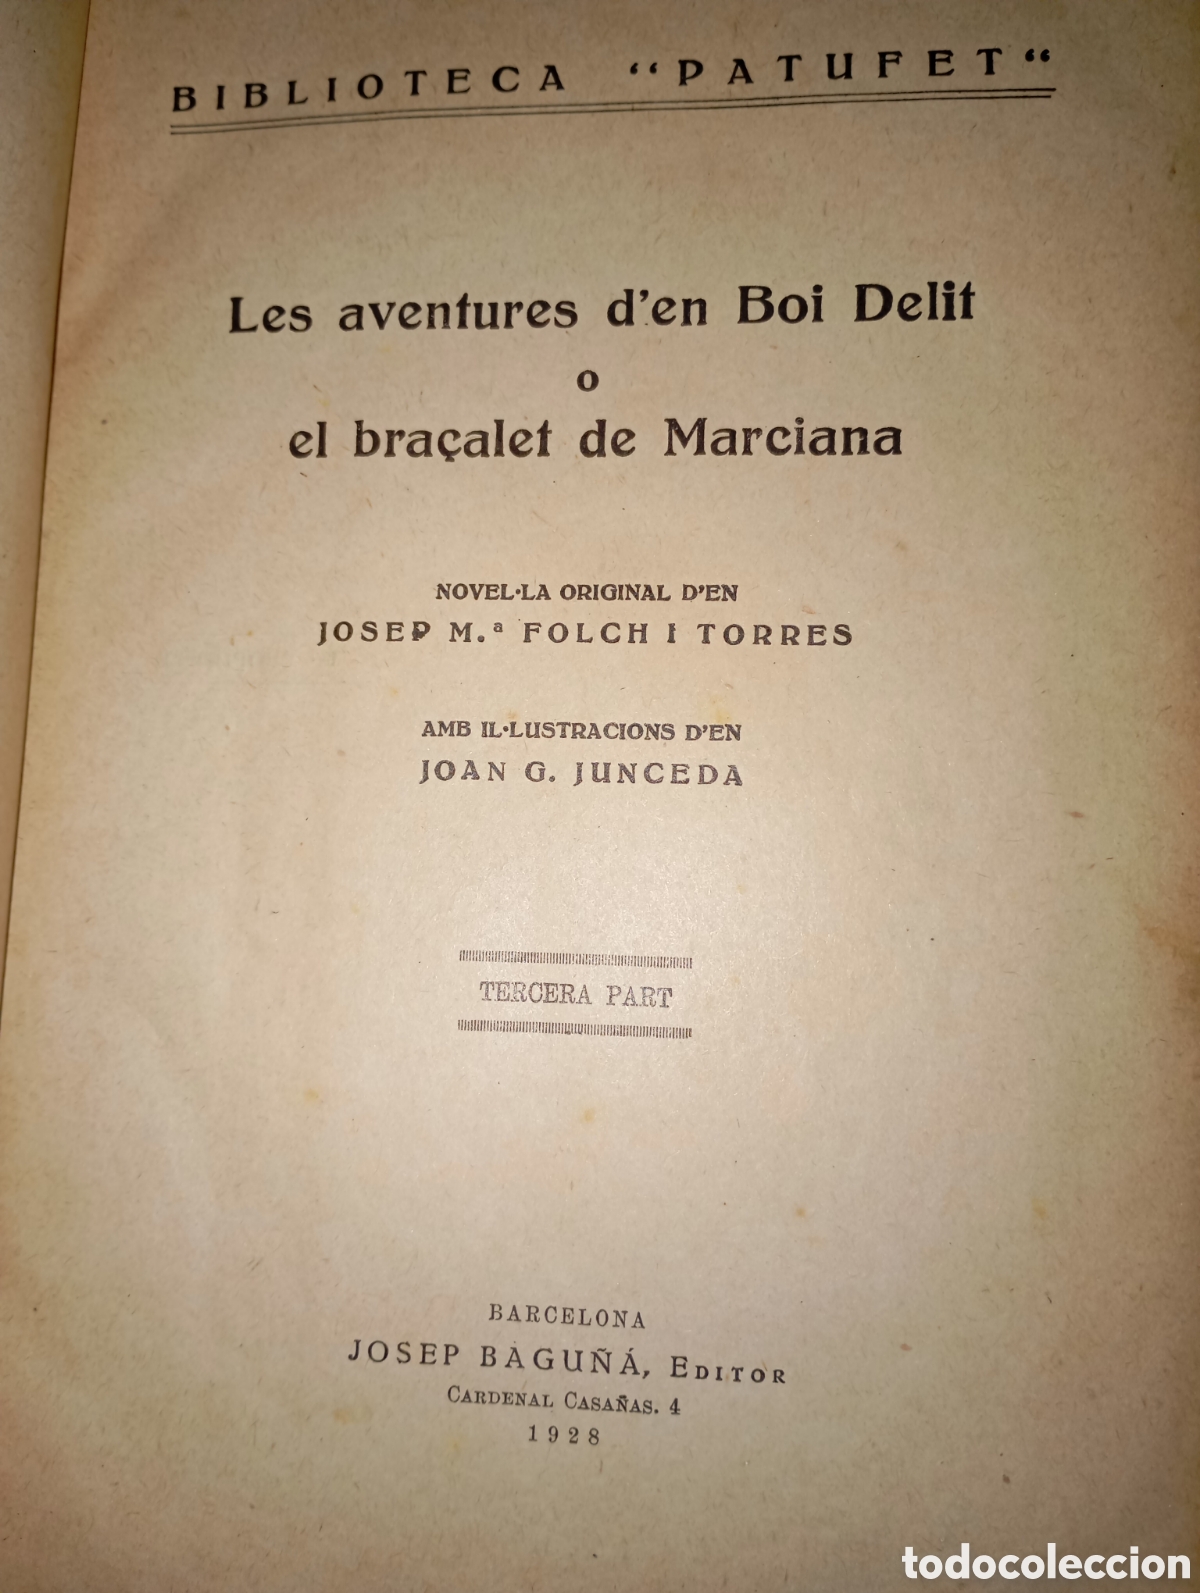 BIBLIOTECA “PATUFET“
Les aventures d'en Boi Delit
o
el braçalet de Marciana
NOVEL·LA ORIGINAL D'EN
JOSEP M.ª FOLCH I TORRES
AMB IL·LUSTRACIONS D'EN
JOAN G. JUNCEDA
TERCERA PART
BARCELONA
JOSEP BAGUÑÁ, EDITOR
CARDENAL CASAÑAS. 4
1928
todocoleccion